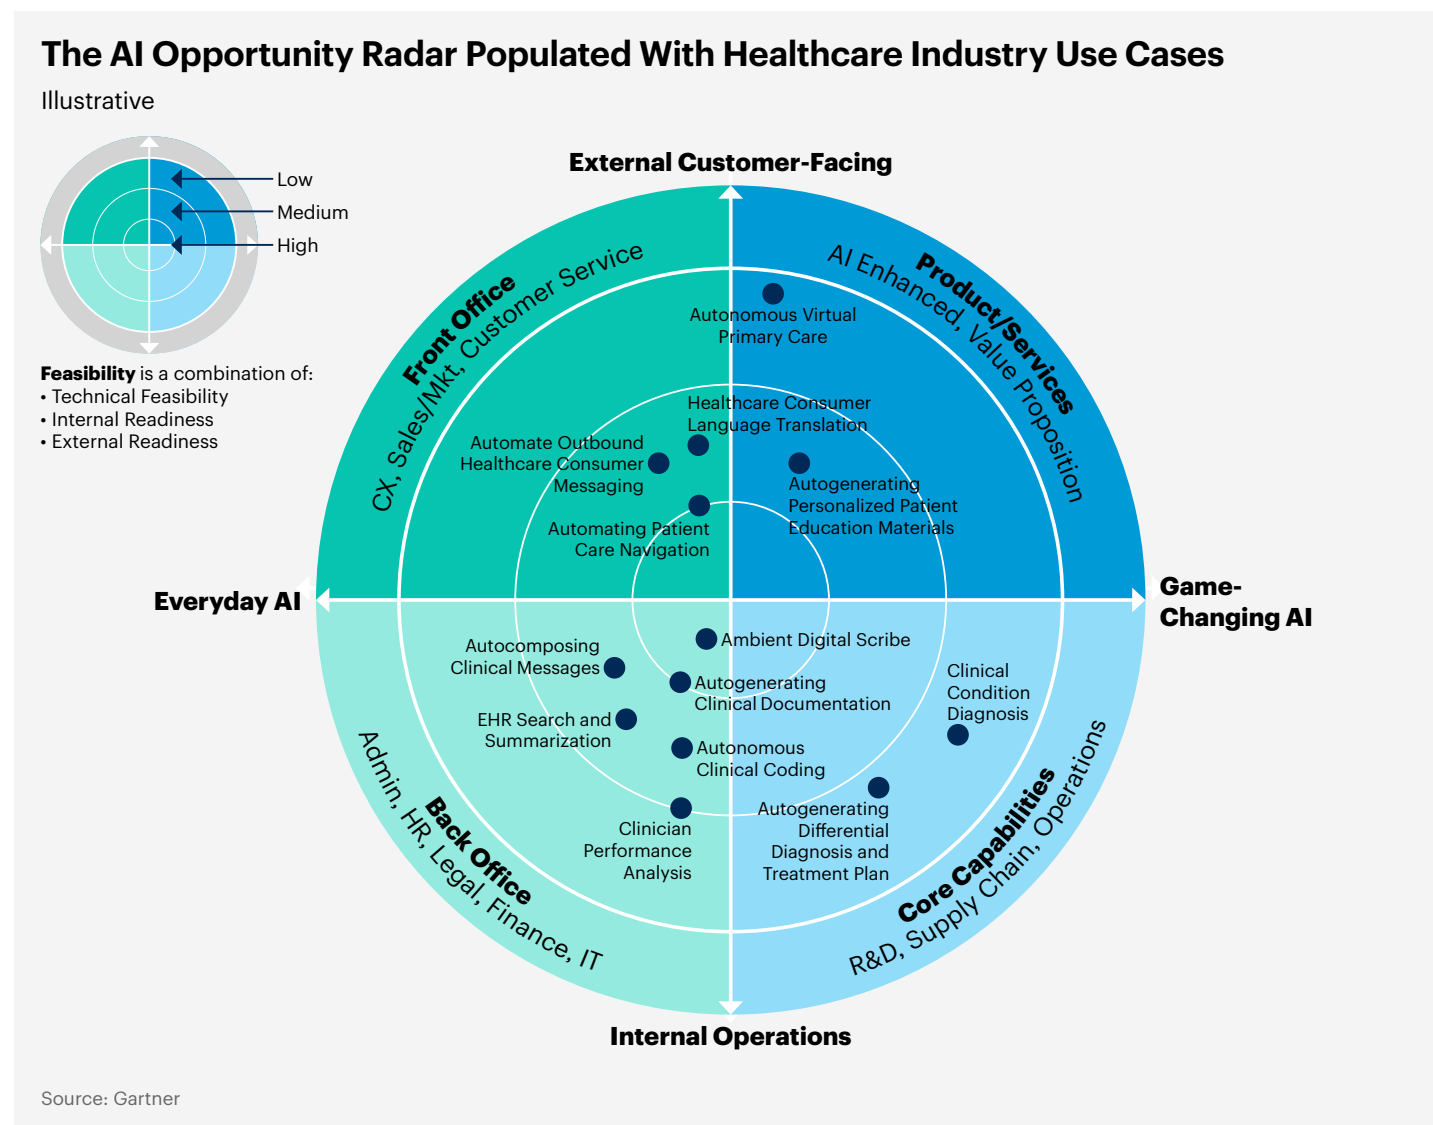 The AI Opportunity Radar Populated With Healthcare Industry Use Cases
Illustrative
Low
Medium
High
Feasibility is a combination of:
• Technical Feasibility
• Internal Readiness
• External Readiness
External Customer-Facing
Front Office
CX, Sales/Mkt, Customer Service
Product/Services
AI Enhanced, Value Proposition
Autonomous Virtual
Primary Care
Healthcare Consumer
Language Translation
Automate Outbound
Healthcare Consumer
Messaging
Autogenerating
Personalized Patient
Education Materials
Automating Patient
Care Navigation
Everyday AI
Game-
Changing AI
Ambient Digital Scribe
Autocomposing
Clinical Messages
Autogenerating
Clinical Documentation
Clinical
Condition
Diagnosis
EHR Search and
Summarization
Autonomous
Clinical Coding
Clinician
Performance
Analysis
Autogenerating
Differential
Diagnosis and
Treatment Plan
Back Office
Admin, HR, Legal, Finance, IT
Core Capabilities
R&D, Supply Chain, Operations
Internal Operations
Source: Gartner